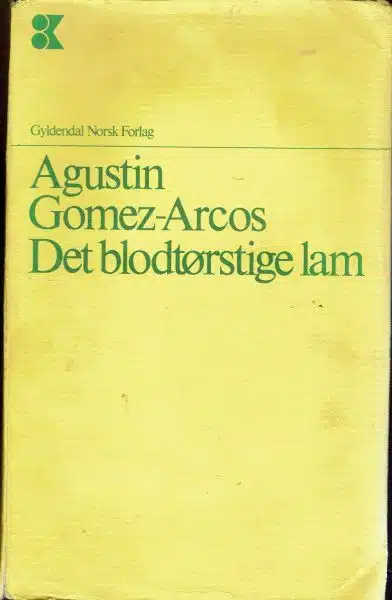 Gyldendal Norsk Forlag
Agustin
Gomez-Arcos
Det blodtørstige lam